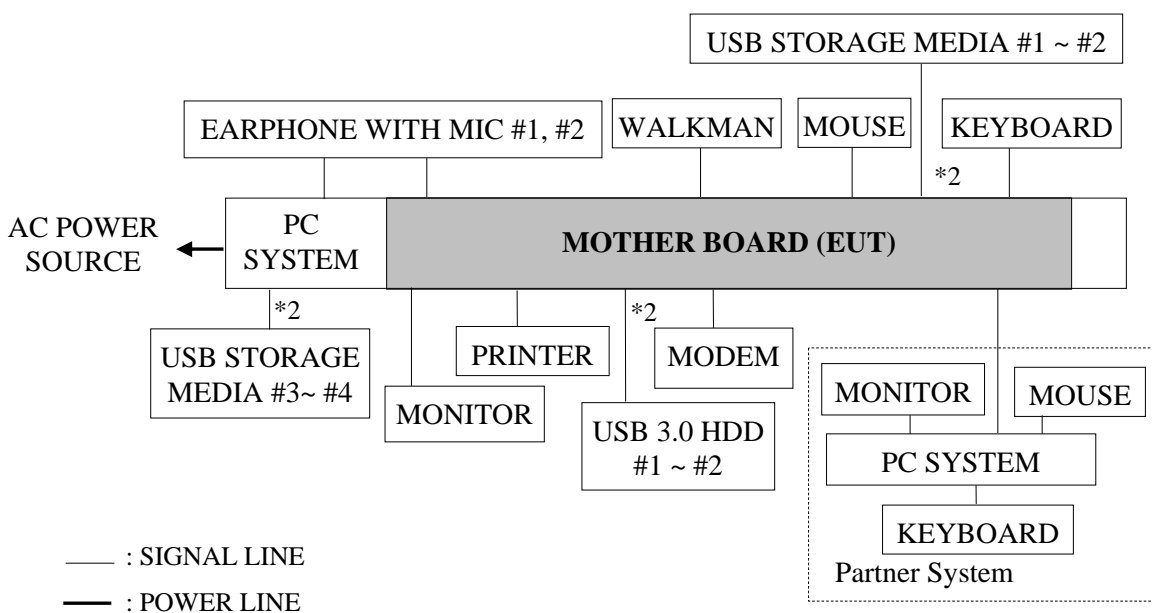 USB STORAGE MEDIA #1 ~ #2
EARPHONE WITH MIC #1, #2
WALKMAN
MOUSE
KEYBOARD
*2
AC POWER
SOURCE
PC
SYSTEM
MOTHER BOARD (EUT)
*2
*2
USB STORAGE
MEDIA #3~ #4
MONITOR
PRINTER
USB 3.0 HDD
#1 ~ #2
MODEM
MONITOR
MOUSE
PC SYSTEM
KEYBOARD
Partner System
: SIGNAL LINE
: POWER LINE